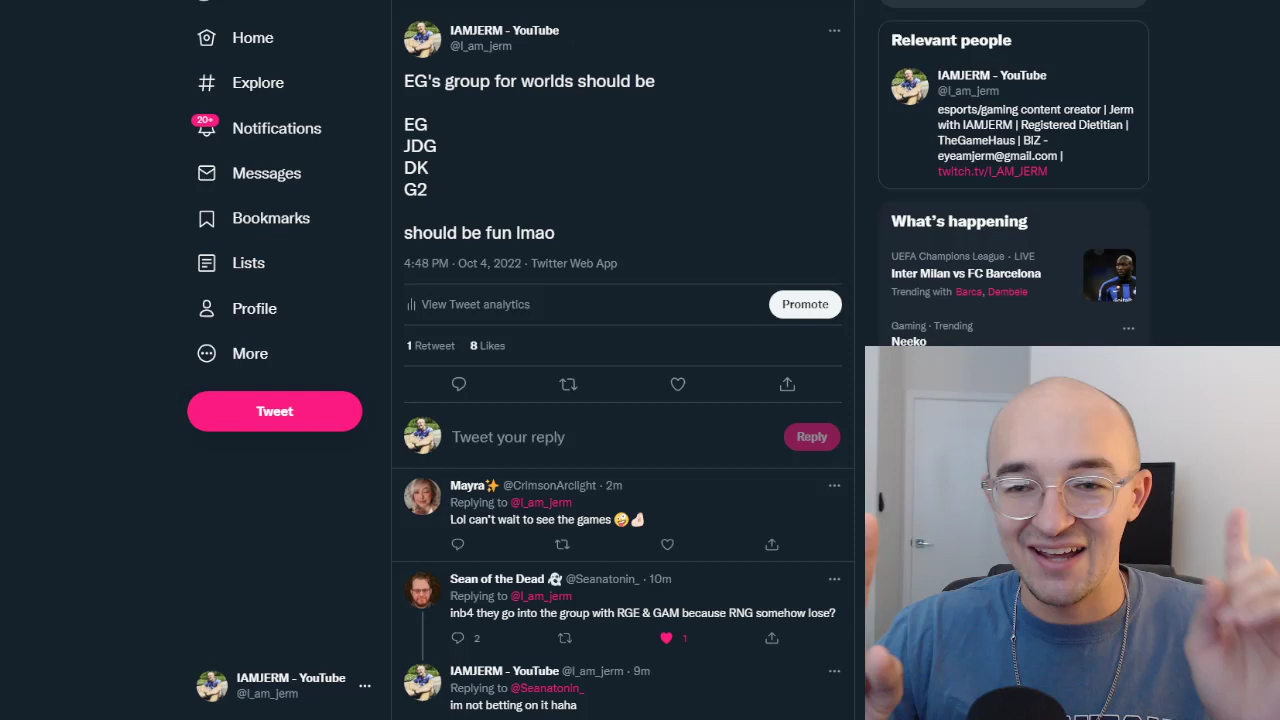 Home
Explore
20+
Notifications
Messages
Bookmarks
Lists
Profile
More
Tweet
IAMJERM - YouTube
@I_am_jerm
IAMJERM - YouTube
@I_am_jerm
EG's group for worlds should be
EG
JDG
DK
G2
should be fun lmao
4:48 PM · Oct 4, 2022 · Twitter Web App
View Tweet analytics
Promote
1 Retweet 8 Likes
Tweet your reply
Reply
Mayra✨ @CrimsonArclight · 2m
Replying to @I_am_jerm
Lol can't wait to see the games 🤪🤌🏻
Sean of the Dead 👻 @Seanatonin_ · 10m
Replying to @I_am_jerm
inb4 they go into the group with RGE & GAM because RNG somehow lose?
2
1
IAMJERM - YouTube @I_am_jerm · 9m
Replying to @Seanatonin_
im not betting on it haha
Relevant people
IAMJERM - YouTube
@I_am_jerm
esports/gaming content creator | Jerm
with IAMJERM | Registered Dietitian |
TheGameHaus | BIZ -
eyeamjerm@gmail.com |
twitch.tv/I_AM_JERM
What's happening
UEFA Champions League · LIVE
Inter Milan vs FC Barcelona
Trending with Barca, Dembele
Gaming · Trending
Neeko